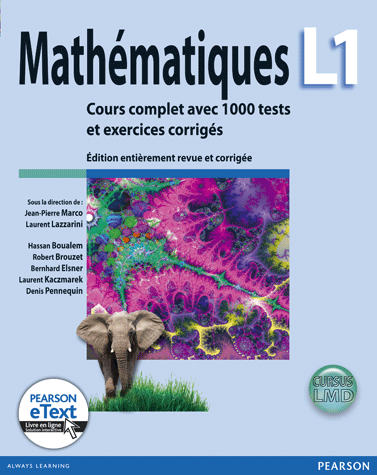 Mathématiques L1
Cours complet avec 1000 tests
et exercices corrigés
Édition entièrement revue et corrigée
Sous la direction de :
Jean-Pierre Marco
Laurent Lazzarini
Hassan Boualem
Robert Brouzet
Bernhard Elsner
Laurent Kaczmarek
Denis Pennequin
CURSUS
LMD
PEARSON
eText
Livre en ligne
Solution interactive
ALWAYS LEARNING
PEARSON